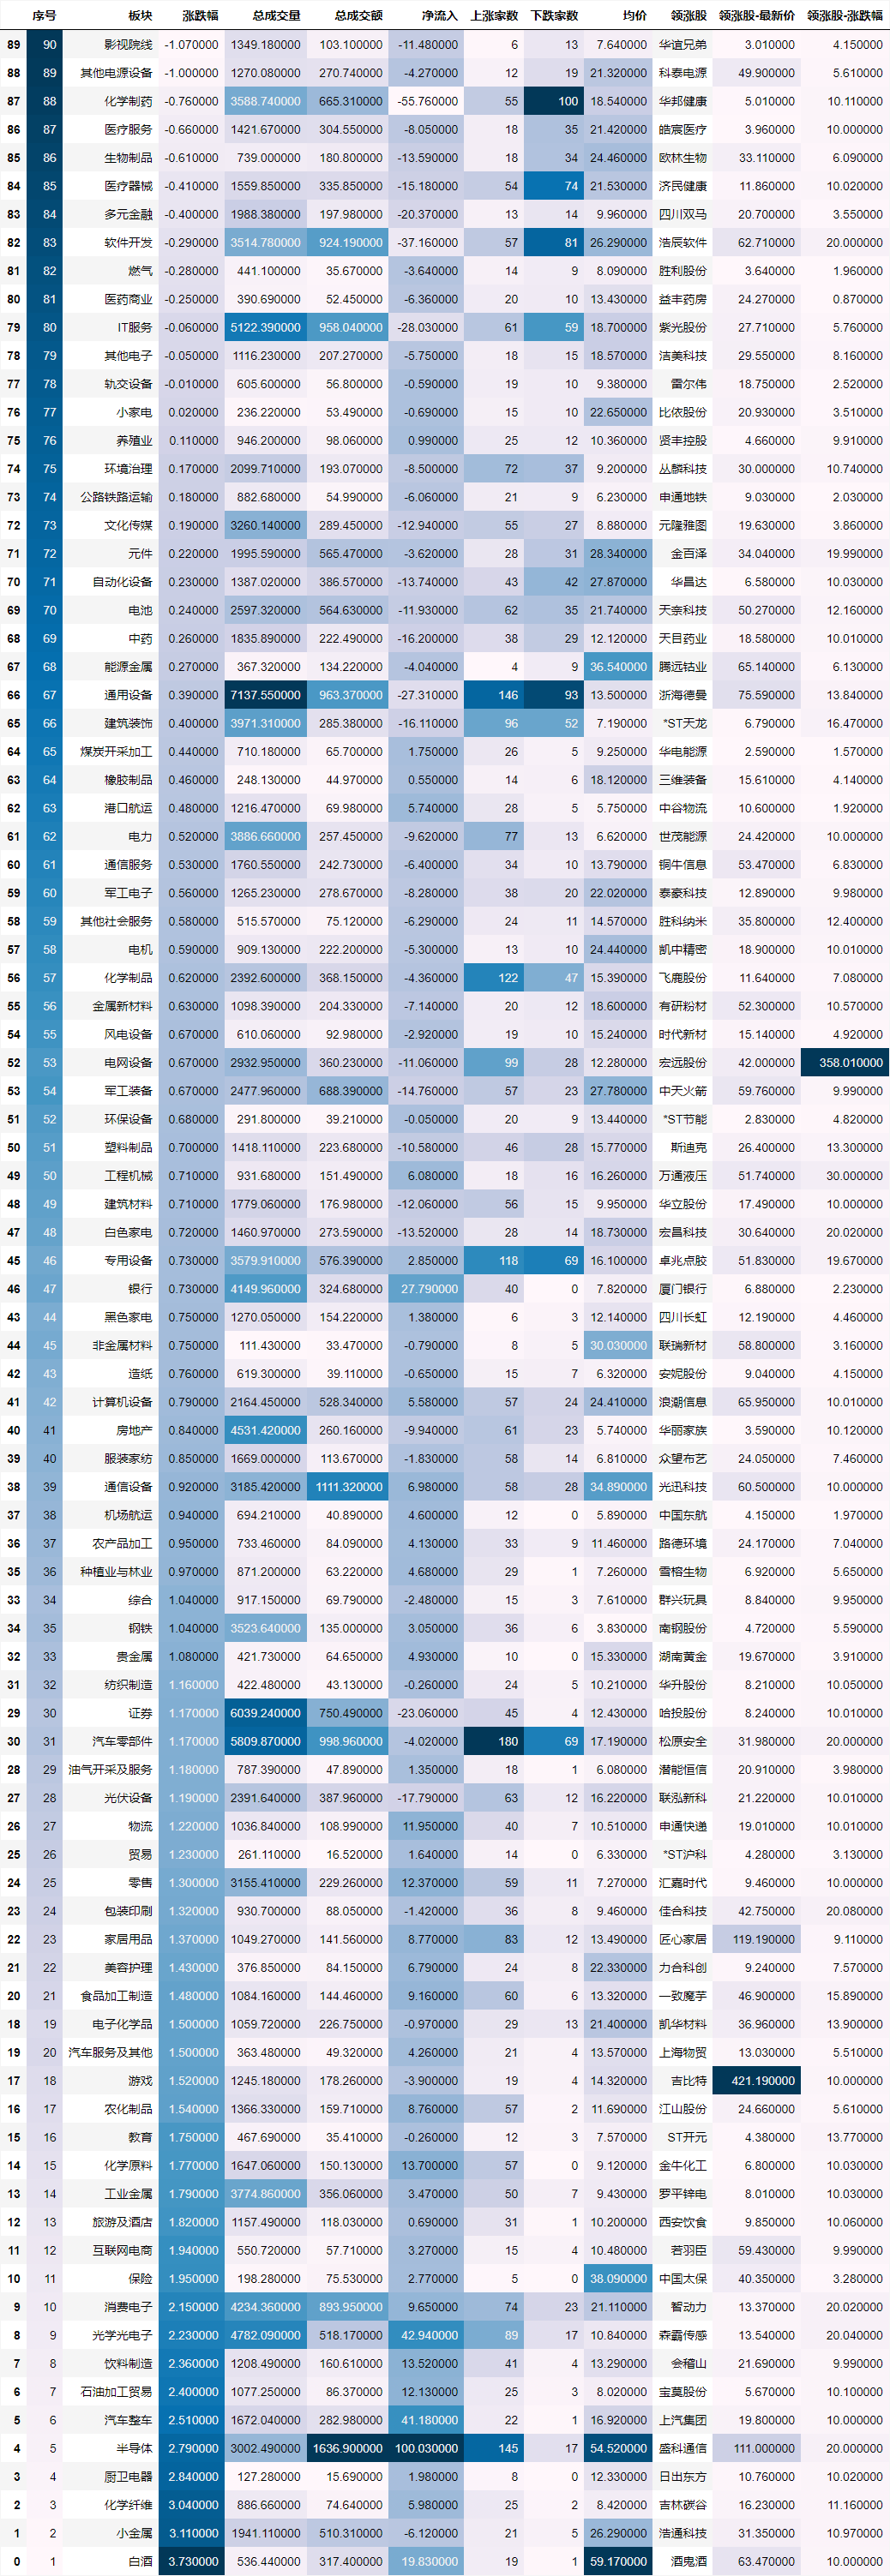 序号 板块 涨跌幅 总成交量 总成交额 净流入 上涨家数 下跌家数 均价 领涨股 领涨股-最新价 领涨股-涨跌幅
89 90 影视院线 -1.070000 1349.180000 103.100000 -11.480000 6 13 7.640000 华谊兄弟 3.010000 4.150000
88 89 其他电源设备 -1.000000 1270.080000 270.740000 -4.270000 12 19 21.320000 科泰电源 49.900000 5.610000
87 88 化学制药 -0.760000 3588.740000 665.310000 -55.760000 55 100 18.540000 华邦健康 5.010000 10.110000
86 87 医疗服务 -0.660000 1421.670000 304.550000 -8.050000 18 35 21.420000 皓宸医疗 3.960000 10.000000
85 86 生物制品 -0.610000 739.000000 180.800000 -13.590000 18 34 24.460000 欧林生物 33.110000 6.090000
84 85 医疗器械 -0.410000 1559.850000 335.850000 -15.180000 54 74 21.530000 济民健康 11.860000 10.020000
83 84 多元金融 -0.400000 1988.380000 197.980000 -20.370000 13 14 9.960000 四川双马 20.700000 3.550000
82 83 软件开发 -0.290000 3514.780000 924.190000 -37.160000 57 81 26.290000 浩辰软件 62.710000 20.000000
81 82 燃气 -0.280000 441.100000 35.670000 -3.640000 14 9 8.090000 胜利股份 3.640000 1.960000
80 81 医药商业 -0.250000 390.690000 52.450000 -6.360000 20 10 13.430000 益丰药房 24.270000 0.870000
79 80 IT服务 -0.060000 5122.390000 958.040000 -28.030000 61 59 18.700000 紫光股份 27.710000 5.760000
78 79 其他电子 -0.050000 1116.230000 207.270000 -5.750000 18 15 18.570000 洁美科技 29.550000 8.160000
77 78 轨交设备 -0.010000 605.600000 56.800000 -0.590000 19 10 9.380000 雷尔伟 18.750000 2.520000
76 77 小家电 0.020000 236.220000 53.490000 -0.690000 15 10 22.650000 比依股份 20.930000 3.510000
75 76 养殖业 0.110000 946.200000 98.060000 0.990000 25 12 10.360000 贤丰控股 4.660000 9.910000
74 75 环境治理 0.170000 2099.710000 193.070000 -8.500000 72 37 9.200000 丛麟科技 30.000000 10.740000
73 74 公路铁路运输 0.180000 882.680000 54.990000 -6.060000 21 9 6.230000 申通地铁 9.030000 2.030000
72 73 文化传媒 0.190000 3260.140000 289.450000 -12.940000 55 27 8.880000 元隆雅图 19.630000 3.860000
71 72 元件 0.220000 1995.590000 565.470000 -3.620000 28 31 28.340000 金百泽 34.040000 19.990000
70 71 自动化设备 0.230000 1387.020000 386.570000 -13.740000 43 42 27.870000 华昌达 6.580000 10.030000
69 70 电池 0.240000 2597.320000 564.630000 -11.930000 62 35 21.740000 天奈科技 50.270000 12.160000
68 69 中药 0.260000 1835.890000 222.490000 -16.200000 38 29 12.120000 天目药业 18.580000 10.010000
67 68 能源金属 0.270000 367.320000 134.220000 -4.040000 4 9 36.540000 腾远钴业 65.140000 6.130000
66 67 通用设备 0.390000 7137.550000 963.370000 -27.310000 146 93 13.500000 浙海德曼 75.590000 13.840000
65 66 建筑装饰 0.400000 3971.310000 285.380000 -16.110000 96 52 7.190000 *ST天龙 6.790000 16.470000
64 65 煤炭开采加工 0.440000 710.180000 65.700000 1.750000 26 5 9.250000 华电能源 2.590000 1.570000
63 64 橡胶制品 0.460000 248.130000 44.970000 0.550000 14 6 18.120000 三维装备 15.610000 4.140000
62 63 港口航运 0.480000 1216.470000 69.980000 5.740000 28 5 5.750000 中谷物流 10.600000 1.920000
61 62 电力 0.520000 3886.660000 257.450000 -9.620000 77 13 6.620000 世茂能源 24.420000 10.000000
60 61 通信服务 0.530000 1760.550000 242.730000 -6.400000 34 10 13.790000 铜牛信息 53.470000 6.830000
59 60 军工电子 0.560000 1265.230000 278.670000 -8.280000 38 20 22.020000 泰豪科技 12.890000 9.980000
58 59 其他社会服务 0.580000 515.570000 75.120000 -6.290000 24 11 14.570000 胜科纳米 35.800000 12.400000
57 58 电机 0.590000 909.130000 222.200000 -5.300000 13 10 24.440000 凯中精密 18.900000 10.010000
56 57 化学制品 0.620000 2392.600000 368.150000 -4.360000 122 47 15.390000 飞鹿股份 11.640000 7.080000
55 56 金属新材料 0.630000 1098.390000 204.330000 -7.140000 20 12 18.600000 有研粉材 52.300000 10.570000
54 55 风电设备 0.670000 610.060000 92.980000 -2.920000 19 10 15.240000 时代新材 15.140000 4.920000
52 53 电网设备 0.670000 2932.950000 360.230000 -11.060000 99 28 12.280000 宏远股份 42.000000 358.010000
53 54 军工装备 0.670000 2477.960000 688.390000 -14.760000 57 23 27.780000 中天火箭 59.760000 9.990000
51 52 环保设备 0.680000 291.800000 39.210000 -0.050000 20 9 13.440000 *ST节能 2.830000 4.820000
50 51 塑料制品 0.700000 1418.110000 223.680000 -10.580000 46 28 15.770000 斯迪克 26.400000 13.300000
49 50 工程机械 0.710000 931.680000 151.490000 6.080000 18 16 16.260000 万通液压 51.740000 30.000000
48 49 建筑材料 0.710000 1779.060000 176.980000 -12.060000 56 15 9.950000 华立股份 17.490000 10.000000
47 48 白色家电 0.720000 1460.970000 273.590000 -13.520000 28 14 18.730000 宏昌科技 30.640000 20.020000
45 46 专用设备 0.730000 3579.910000 576.390000 2.850000 118 69 16.100000 卓兆点胶 51.830000 19.670000
46 47 银行 0.730000 4149.960000 324.680000 27.790000 40 0 7.820000 厦门银行 6.880000 2.230000
43 44 黑色家电 0.750000 1270.050000 154.220000 1.380000 6 3 12.140000 四川长虹 12.190000 4.460000
44 45 非金属材料 0.750000 111.430000 33.470000 -0.790000 8 5 30.030000 联瑞新材 58.800000 3.160000
42 43 造纸 0.760000 619.300000 39.110000 -0.650000 15 7 6.320000 安妮股份 9.040000 4.150000
41 42 计算机设备 0.790000 2164.450000 528.340000 5.580000 57 24 24.410000 浪潮信息 65.950000 10.010000
40 41 房地产 0.840000 4531.420000 260.160000 -9.940000 61 23 5.740000 华丽家族 3.590000 10.120000
39 40 服装家纺 0.850000 1669.000000 113.670000 -1.830000 58 14 6.810000 众望布艺 24.050000 7.460000
38 39 通信设备 0.920000 3185.420000 1111.320000 6.980000 58 28 34.890000 光迅科技 60.500000 10.000000
37 38 机场航运 0.940000 694.210000 40.890000 4.600000 12 0 5.890000 中国东航 4.150000 1.970000
36 37 农产品加工 0.950000 733.460000 84.090000 4.130000 33 9 11.460000 路德环境 24.170000 7.040000
35 36 种植业与林业 0.970000 871.200000 63.220000 4.680000 29 1 7.260000 雪榕生物 6.920000 5.650000
33 34 综合 1.040000 917.150000 69.790000 -2.480000 15 3 7.610000 群兴玩具 8.840000 9.950000
34 35 钢铁 1.040000 3523.640000 135.000000 3.050000 36 6 3.830000 南钢股份 4.720000 5.590000
32 33 贵金属 1.080000 421.730000 64.650000 4.930000 10 0 15.330000 湖南黄金 19.670000 3.910000
31 32 纺织制造 1.160000 422.480000 43.130000 -0.260000 24 5 10.210000 华升股份 8.210000 10.050000
29 30 证券 1.170000 6039.240000 750.490000 -23.060000 45 4 12.430000 哈投股份 8.240000 10.010000
30 31 汽车零部件 1.170000 5809.870000 998.960000 -4.020000 180 69 17.190000 松原安全 31.980000 20.000000
28 29 油气开采及服务 1.180000 787.390000 47.890000 1.350000 18 1 6.080000 潜能恒信 20.910000 3.980000
27 28 光伏设备 1.190000 2391.640000 387.960000 -17.790000 63 12 16.220000 联泓新科 21.220000 10.010000
26 27 物流 1.220000 1036.840000 108.990000 11.950000 40 7 10.510000 申通快递 19.010000 10.010000
25 26 贸易 1.230000 261.110000 16.520000 1.640000 14 0 6.330000 *ST沪科 4.280000 3.130000
24 25 零售 1.300000 3155.410000 229.260000 12.370000 59 11 7.270000 汇嘉时代 9.460000 10.000000
23 24 包装印刷 1.320000 930.700000 88.050000 -1.420000 36 8 9.460000 佳合科技 42.750000 20.080000
22 23 家居用品 1.370000 1049.270000 141.560000 8.770000 83 12 13.490000 匠心家居 119.190000 9.110000
21 22 美容护理 1.430000 376.850000 84.150000 6.790000 24 8 22.330000 力合科创 9.240000 7.570000
20 21 食品加工制造 1.480000 1084.160000 144.460000 9.160000 60 6 13.320000 一致魔芋 46.900000 15.890000
18 19 电子化学品 1.500000 1059.720000 226.750000 -0.970000 29 13 21.400000 凯华材料 36.960000 13.900000
19 20 汽车服务及其他 1.500000 363.480000 49.320000 4.260000 21 4 13.570000 上海物贸 13.030000 5.510000
17 18 游戏 1.520000 1245.180000 178.260000 -3.900000 19 4 14.320000 吉比特 421.190000 10.000000
16 17 农化制品 1.540000 1366.330000 159.710000 8.760000 57 2 11.690000 江山股份 24.660000 5.610000
15 16 教育 1.750000 467.690000 35.410000 -0.260000 12 3 7.570000 ST开元 4.380000 13.770000
14 15 化学原料 1.770000 1647.060000 150.130000 13.700000 57 0 9.120000 金牛化工 6.800000 10.030000
13 14 工业金属 1.790000 3774.860000 356.060000 3.470000 50 7 9.430000 罗平锌电 8.010000 10.030000
12 13 旅游及酒店 1.820000 1157.490000 118.030000 0.690000 31 1 10.200000 西安饮食 9.850000 10.060000
11 12 互联网电商 1.940000 550.720000 57.710000 3.270000 15 4 10.480000 若羽臣 59.430000 9.990000
10 11 保险 1.950000 198.280000 75.530000 2.770000 5 0 38.090000 中国太保 40.350000 3.280000
9 10 消费电子 2.150000 4234.360000 893.950000 9.650000 74 23 21.110000 智动力 13.370000 20.020000
8 9 光学光电子 2.230000 4782.090000 518.170000 42.940000 89 17 10.840000 森霸传感 13.540000 20.040000
7 8 饮料制造 2.360000 1208.490000 160.610000 13.520000 41 4 13.290000 会稽山 21.690000 9.990000
6 7 石油加工贸易 2.400000 1077.250000 86.370000 12.130000 25 3 8.020000 宝莫股份 5.670000 10.100000
5 6 汽车整车 2.510000 1672.040000 282.980000 41.180000 22 1 16.920000 上汽集团 19.800000 10.000000
4 5 半导体 2.790000 3002.490000 1636.900000 100.030000 145 17 54.520000 盛科通信 111.000000 20.000000
3 4 厨卫电器 2.840000 127.280000 15.690000 1.980000 8 0 12.330000 日出东方 10.760000 10.020000
2 3 化学纤维 3.040000 886.660000 74.640000 5.980000 25 2 8.420000 吉林碳谷 16.230000 11.160000
1 2 小金属 3.110000 1941.110000 510.310000 -6.120000 21 5 26.290000 浩通科技 31.350000 10.970000
0 1 白酒 3.730000 536.440000 317.400000 19.830000 19 1 59.170000 酒鬼酒 63.470000 10.000000